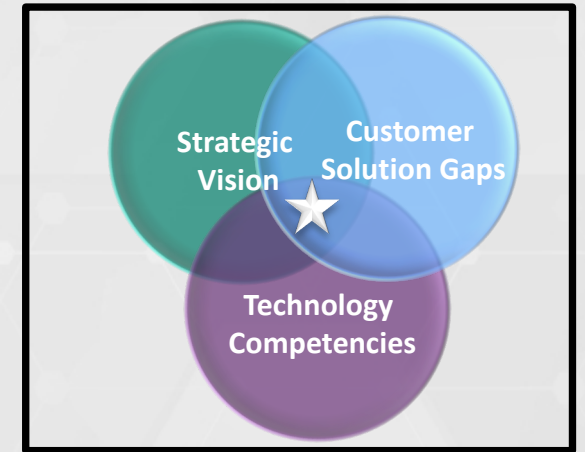 Strategic
Vision
Customer
Solution Gaps
Technology
Competencies